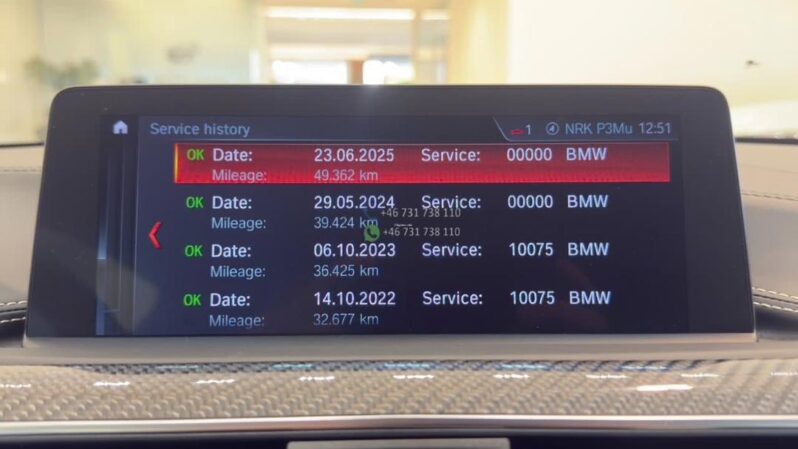 Service history
1 NRK P3Mu 12:51
OK Date: 23.06.2025 Service: 00000 BMW
Mileage: 49.362 km
OK Date: 29.05.2024 Service: 00000 BMW
Mileage: 39.424 km
+46 731 738 110
+46 731 738 110
OK Date: 06.10.2023 Service: 10075 BMW
Mileage: 36.425 km
OK Date: 14.10.2022 Service: 10075 BMW
Mileage: 32.677 km